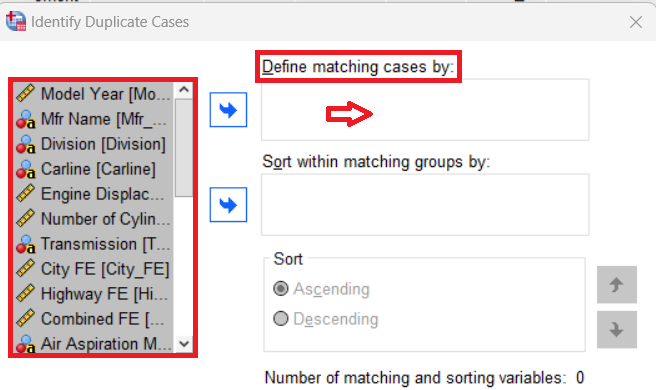 Identify Duplicate Cases
Define matching cases by:
Model Year [Mo...
Mfr Name [Mfr_...
Division [Division]
Carline [Carline]
Engine Displac...
Number of Cylin...
Transmission [T...
City FE [City_FE]
Highway FE [Hi...
Combined FE [...
Air Aspiration M...
Sort within matching groups by:
Sort
Ascending
Descending
Number of matching and sorting variables: 0